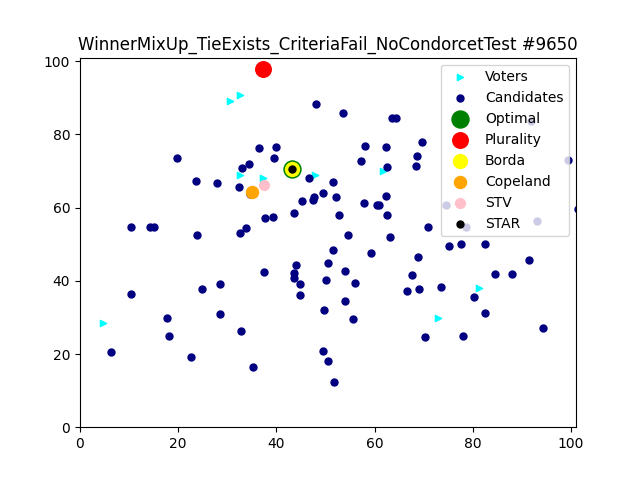 WinnerMixUp_TieExists_CriteriaFail_NoCondorcetTest #9650
100
80
60
40
20
0
0 20 40 60 80 100
Voters
Candidates
Optimal
Plurality
Borda
Copeland
STV
STAR